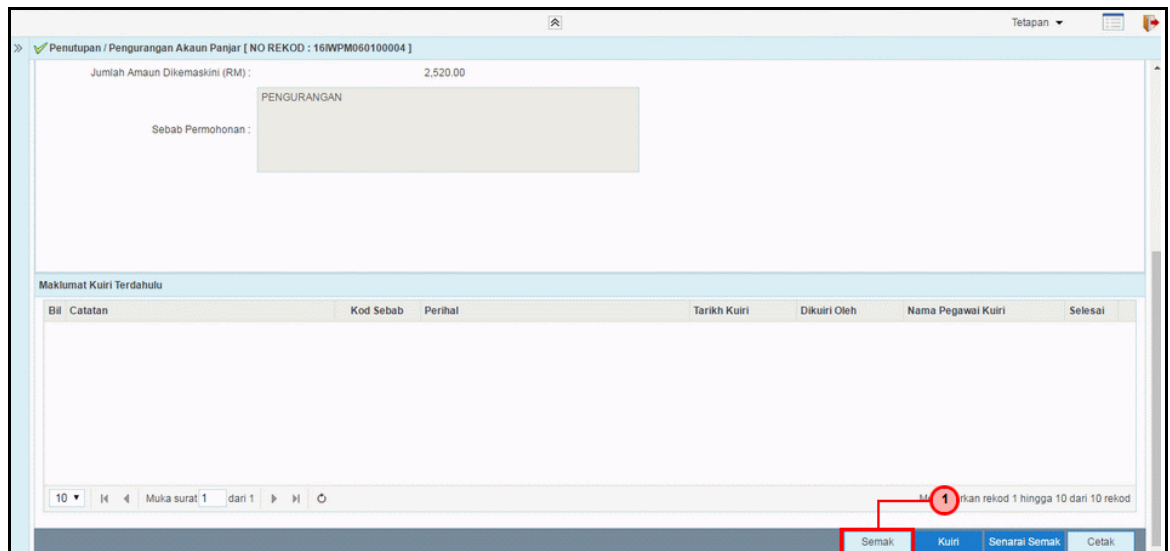 Tetapan
Penutupan / Pengurangan Akaun Panjar [ NO REKOD : 16IWPM060100004 ]
Jumlah Amaun Dikemaskini (RM) : 2,520.00
PENGURANGAN
Sebab Permohonan :
Maklumat Kuiri Terdahulu
Bil Catatan Kod Sebab Perihal Tarikh Kuiri Dikuiri Oleh Nama Pegawai Kuiri Selesai
10 Muka surat 1 dari 1 1 rekod 1 hingga 10 dari 10 rekod
Semak Kuiri Senarai Semak Cetak